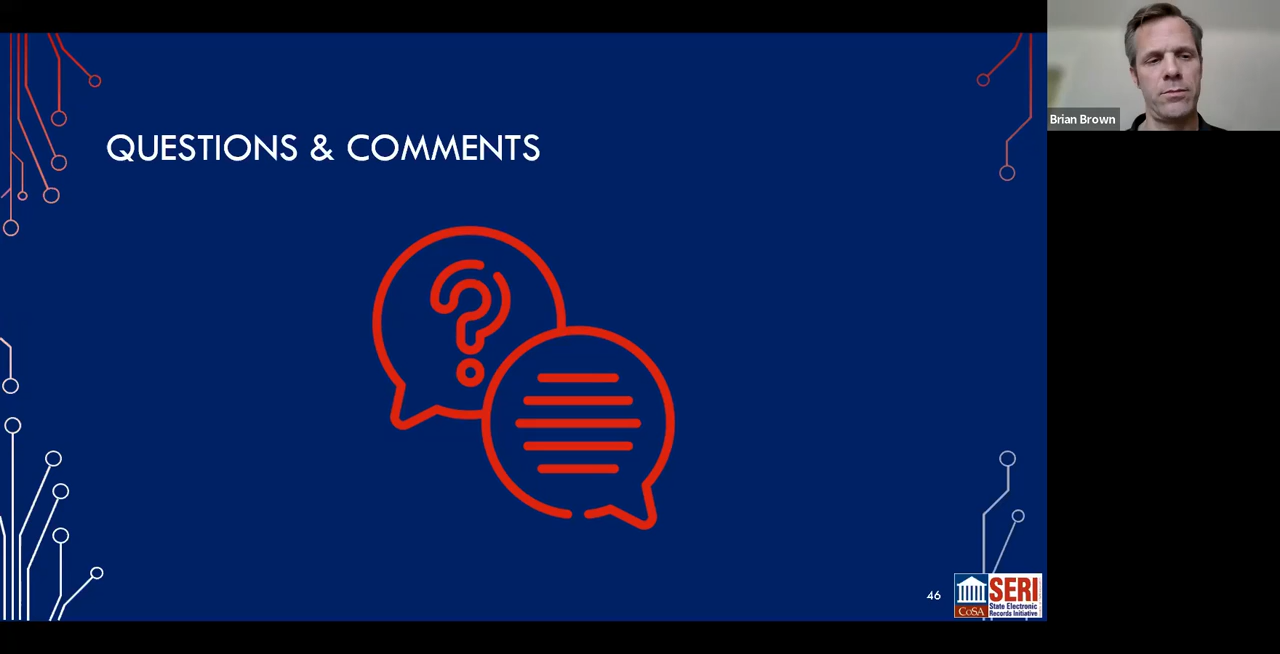 QUESTIONS & COMMENTS
Brian Brown
46
CoSA
SERI
State Electronic
Records Initiative